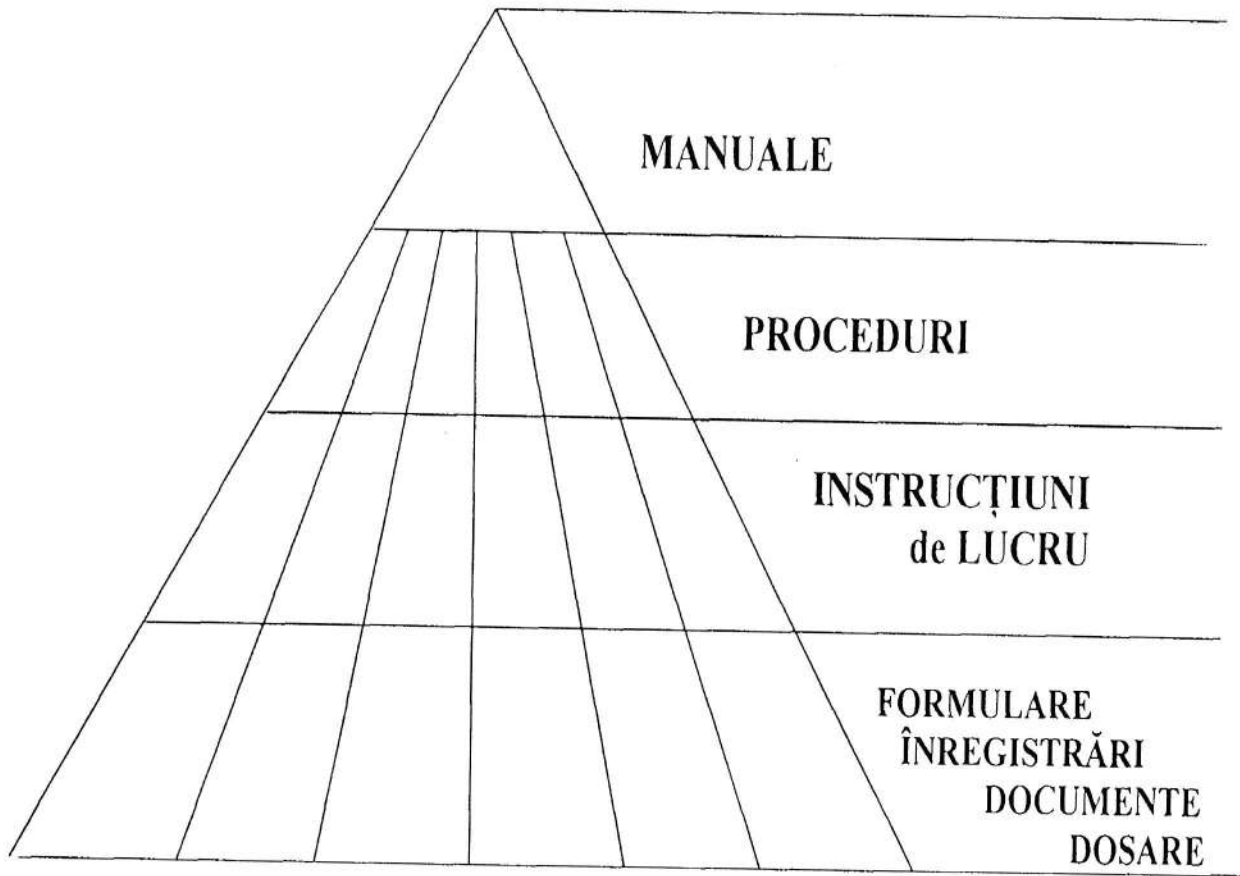 MANUALE
PROCEDURI
INSTRUCȚIUNI
de LUCRU
FORMULARE
ÎNREGISTRĂRI
DOCUMENTE
DOSARE